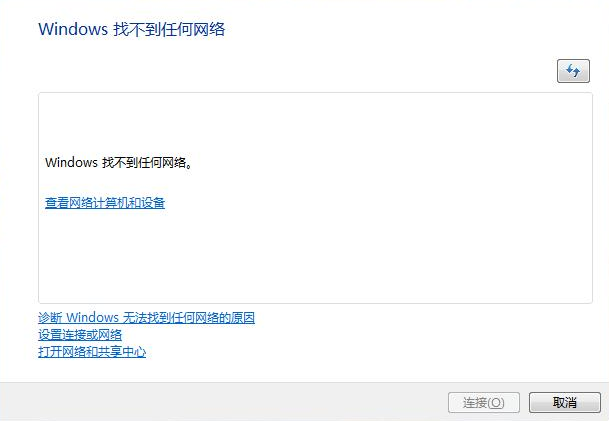 Windows 找不到任何网络
Windows 找不到任何网络。
查看网络计算机和设备
诊断 Windows 无法找到任何网络的原因
设置连接或网络
打开网络和共享中心
连接(O) 取消